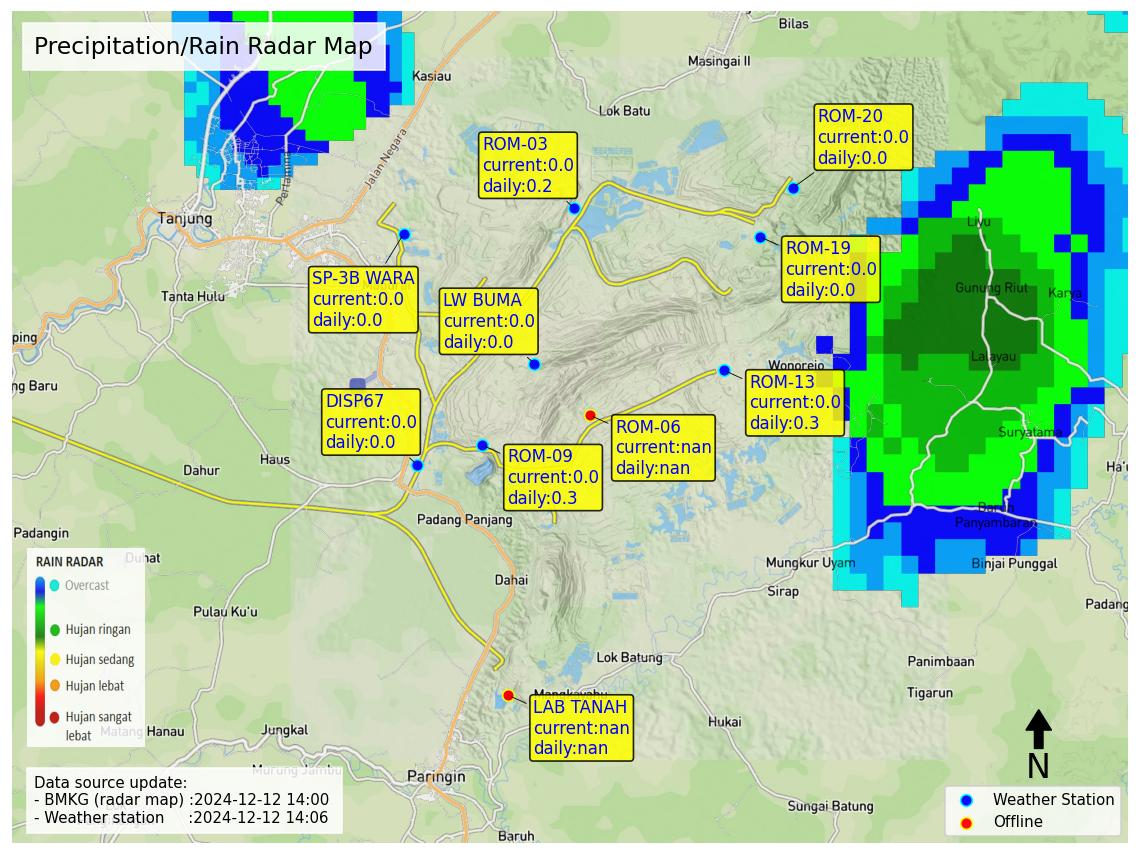 Precipitation/Rain Radar Map
Bilas
Masingai II
Kasiau
Lok Batu
Jalan Negara
Tanjung
Tanta Hulu
ROM-20
current:0.0
daily:0.0
ROM-03
current:0.0
daily:0.2
ROM-19
current:0.0
daily:0.0
SP-3B WARA
current:0.0
daily:0.0
LW BUMA
current:0.0
daily:0.0
Liyu
Gunung Riut
Karya
Lalayau
Suryatama
Baruh
Panyambaran
Wonorejo
ROM-13
current:0.0
daily:0.3
DISP67
current:0.0
daily:0.0
ROM-06
current:nan
daily:nan
ROM-09
current:0.0
daily:0.3
ping
ng Baru
Dahur
Haus
Padangin
Duhat
Padang Panjang
Dahai
Mungkur Uyam
Binjai Punggal
Ha'u
Sirap
Padang
Pulau Ku'u
Lok Batung
Panimbaan
Tigarun
Mangkayahu
LAB TANAH
current:nan
daily:nan
Hukai
Matang Hanau
Jungkal
Murung Jambu
Paringin
Sungai Batung
Baruh
RAIN RADAR
Overcast
Hujan ringan
Hujan sedang
Hujan lebat
Hujan sangat
lebat
Data source update:
- BMKG (radar map) :2024-12-12 14:00
- Weather station :2024-12-12 14:06
N
Weather Station
Offline